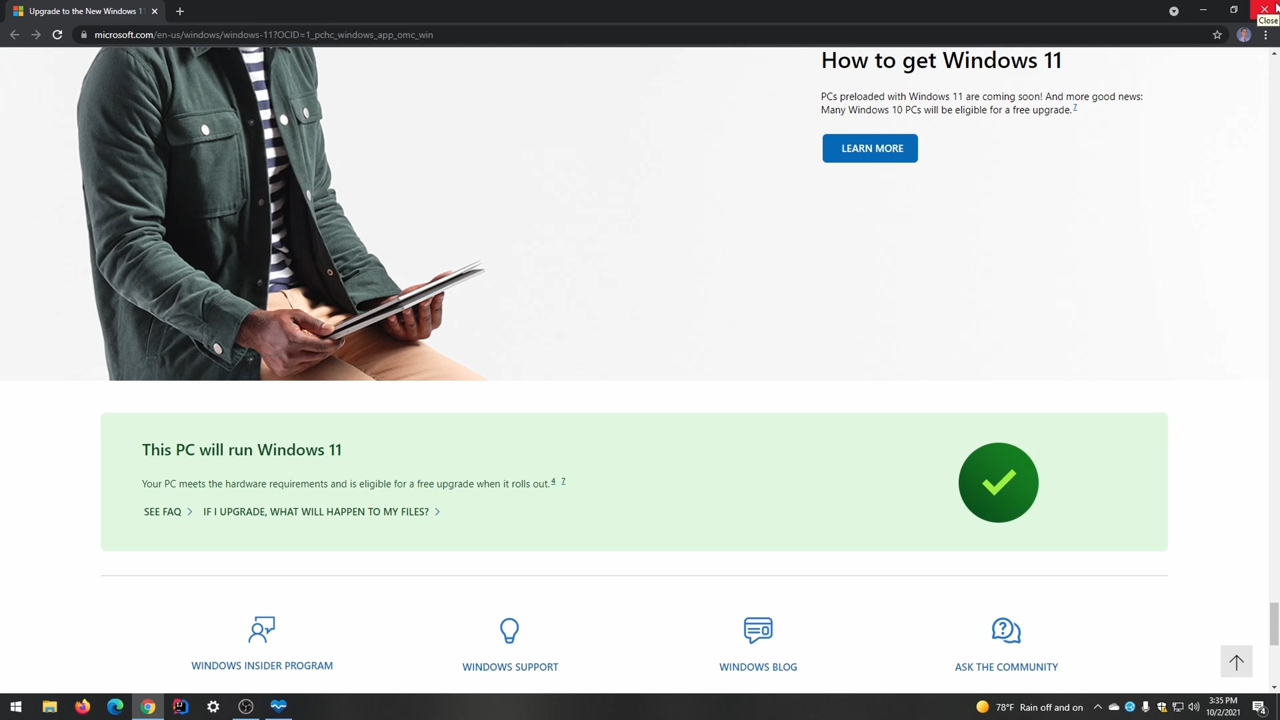 Upgrade to the New Windows 11
Close
microsoft.com/en-us/windows/windows-11?OCID=1_pchc_windows_app_omc_win
How to get Windows 11
PCs preloaded with Windows 11 are coming soon! And more good news:
Many Windows 10 PCs will be eligible for a free upgrade.7
LEARN MORE
This PC will run Windows 11
Your PC meets the hardware requirements and is eligible for a free upgrade when it rolls out.4 7
SEE FAQ
IF I UPGRADE, WHAT WILL HAPPEN TO MY FILES?
WINDOWS INSIDER PROGRAM
WINDOWS SUPPORT
WINDOWS BLOG
ASK THE COMMUNITY
78°F Rain off and on
3:35 PM
10/2/2021
4